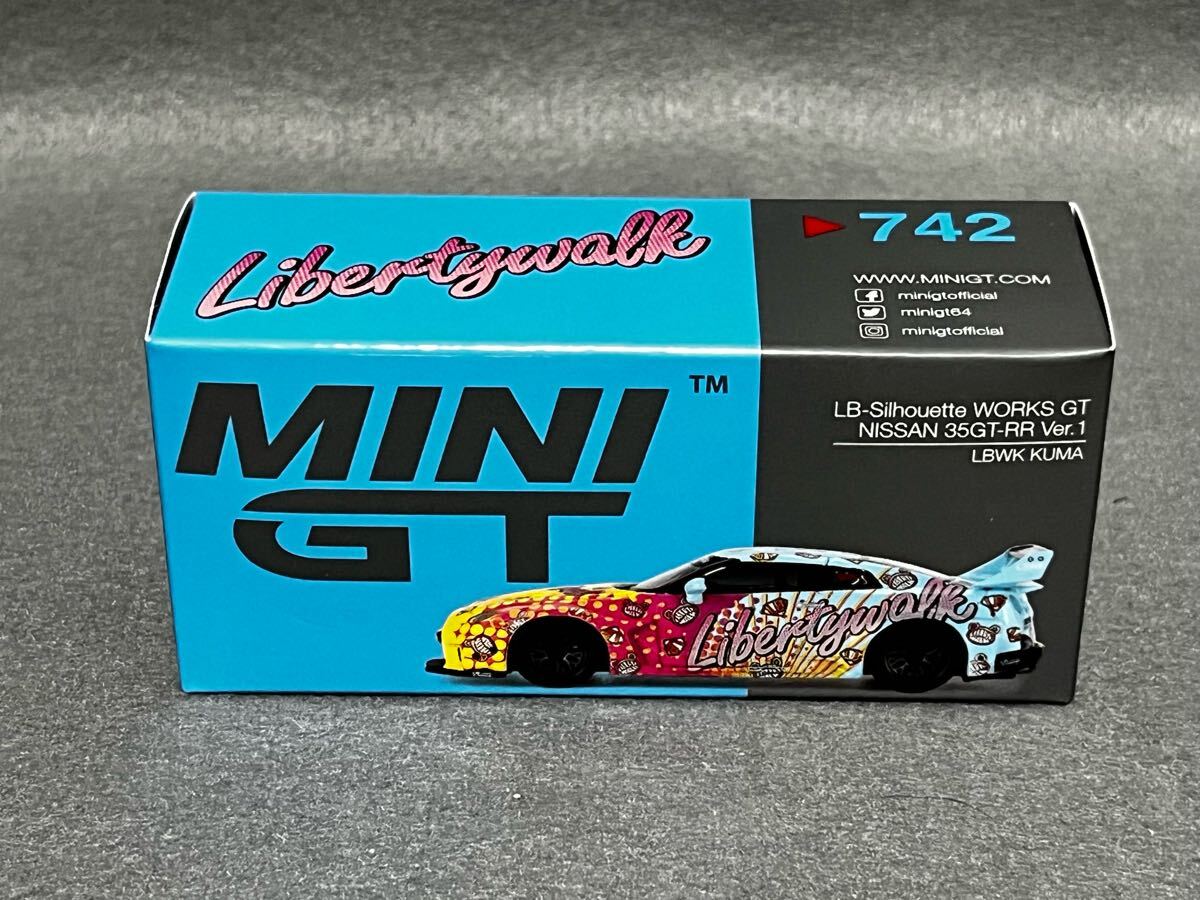 Libertywalk
742
WWW.MINIGT.COM
minigtofficial
minigt64
minigtofficial
MINI
GT
TM
LB-Silhouette WORKS GT
NISSAN 35GT-RR Ver.1
LBWK KUMA
Libertywalk